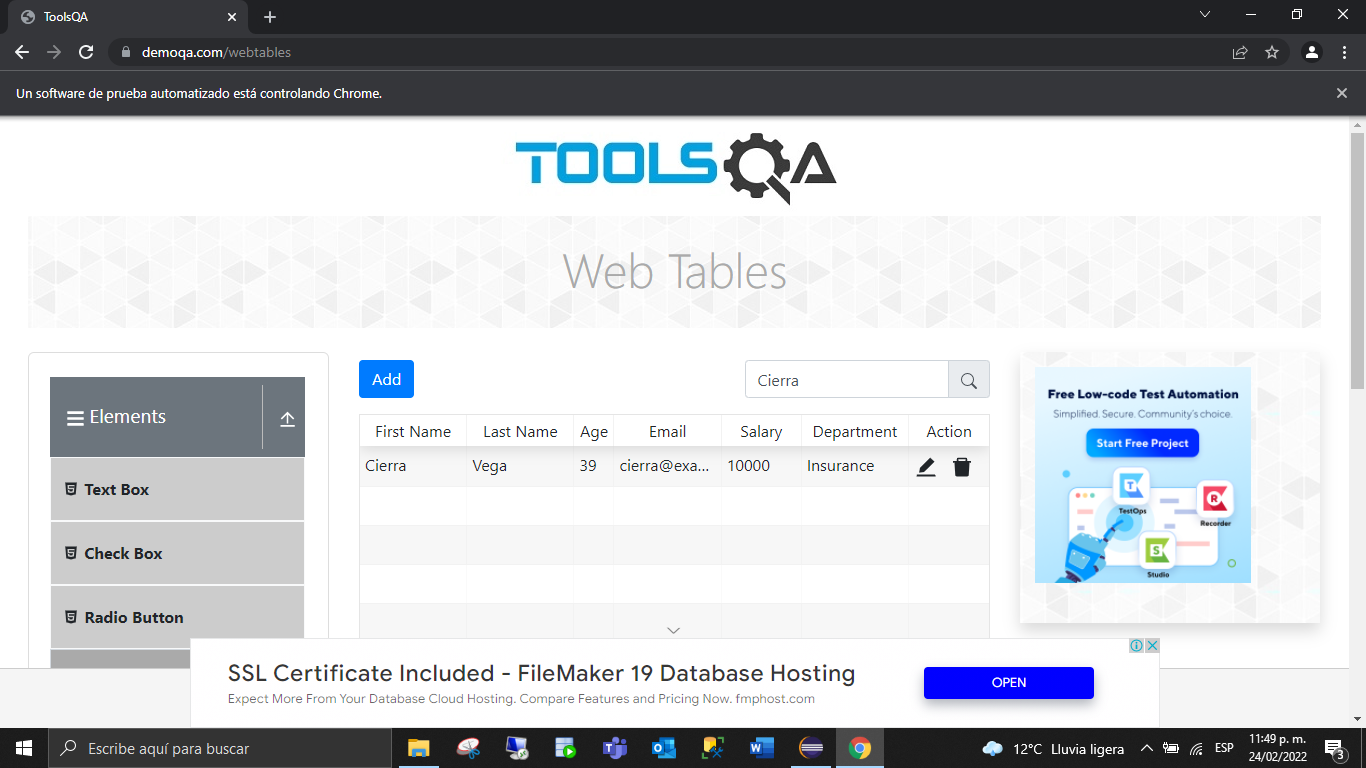 ToolsQA
demoqa.com/webtables
Un software de prueba automatizado está controlando Chrome.
TOOLSQA
Web Tables
Elements
Text Box
Check Box
Radio Button
Add
Cierra
First Name Last Name Age Email Salary Department Action
Cierra Vega 39 cierra@exa... 10000 Insurance
Free Low-code Test Automation
Simplified. Secure. Community's choice.
Start Free Project
TestOps
Recorder
Studio
SSL Certificate Included - FileMaker 19 Database Hosting
Expect More From Your Database Cloud Hosting. Compare Features and Pricing Now. fmphost.com
OPEN
Escribe aquí para buscar
12°C Lluvia ligera
ESP
11:49 p. m.
24/02/2022
3